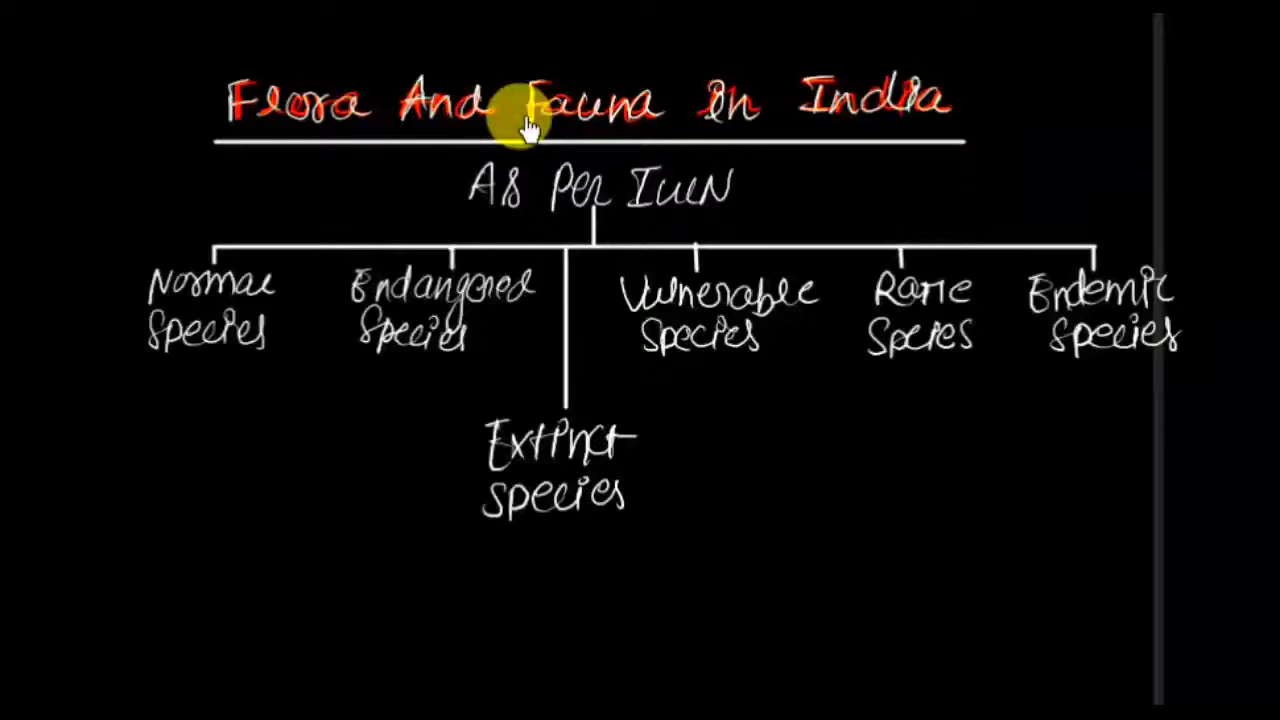 Flora And Fauna in India
As Per IUCN
Normal Species
Endangered Species
Vulnerable Species
Rare Species
Endemic Species
Extinct Species